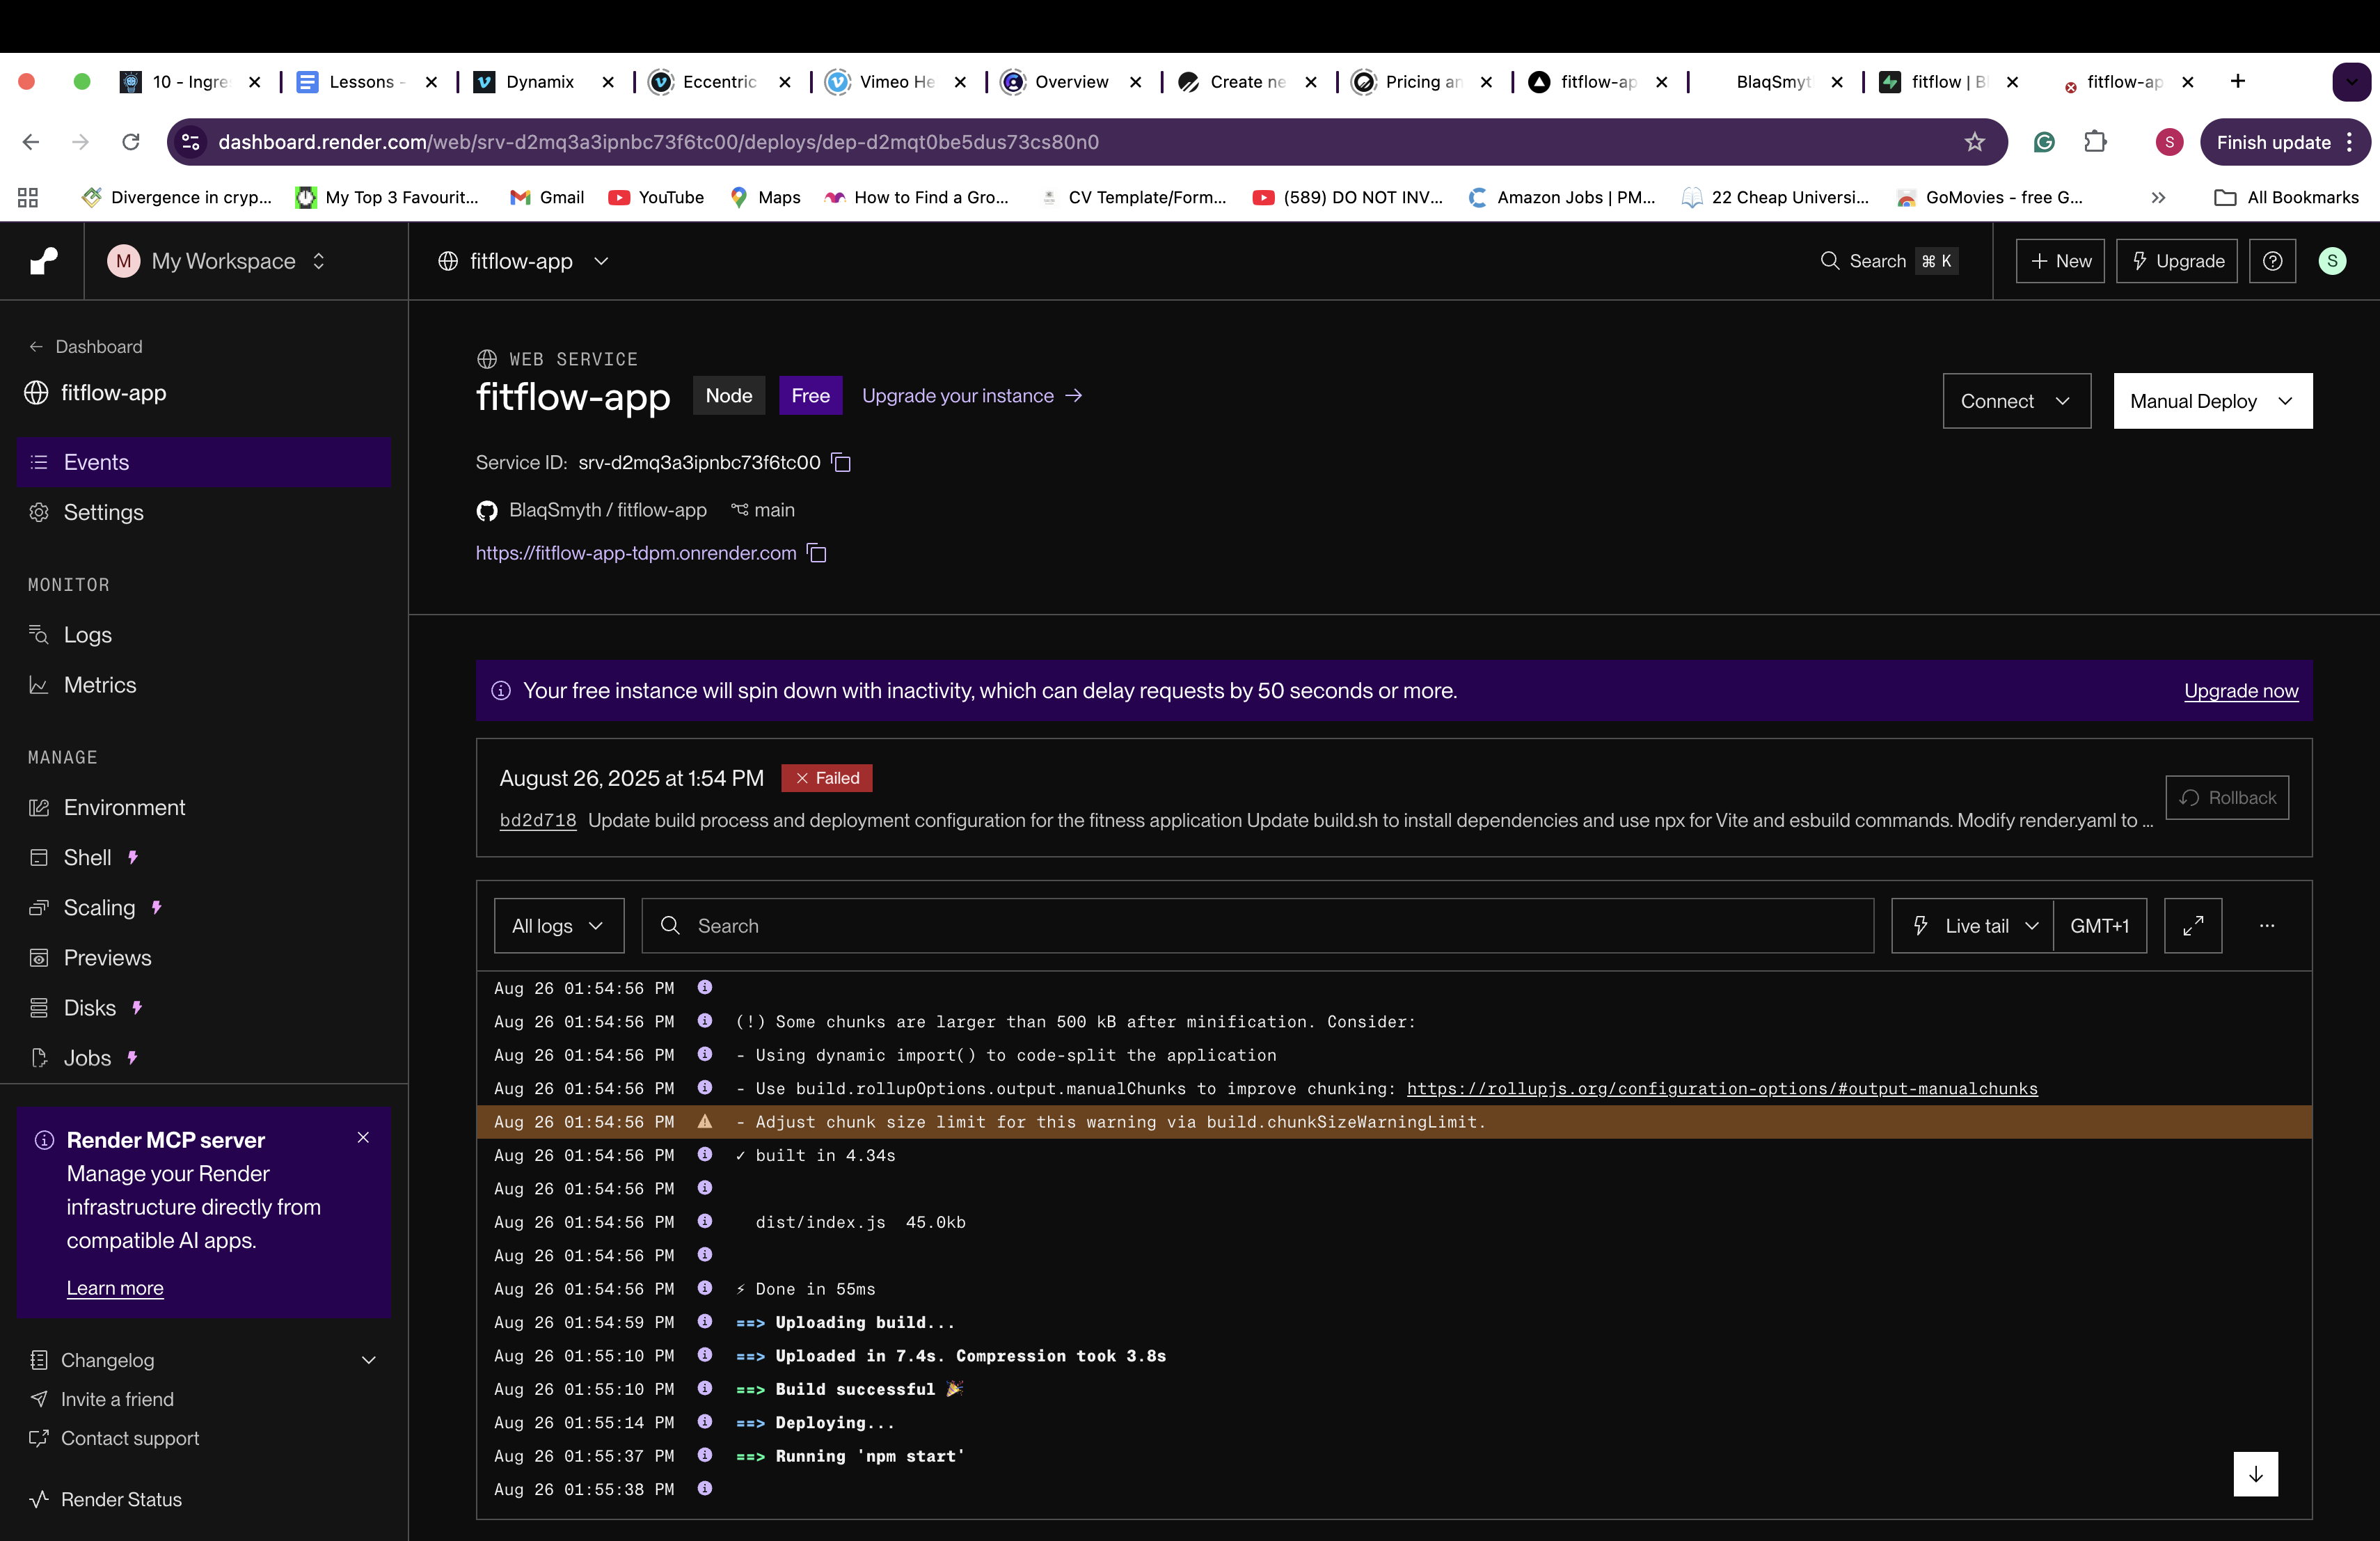 10 - Ingre
Lessons -
Dynamix
Eccentric
Vimeo He
Overview
Create ne
Pricing an
fitflow-ap
BlaqSmyt
fitflow | Bl
fitflow-ap
dashboard.render.com/web/srv-d2mq3a3ipnbc73f6tc00/deploys/dep-d2mqt0be5dus73cs80n0
S
Finish update
Divergence in cryp...
My Top 3 Favourit...
Gmail
YouTube
Maps
How to Find a Gro...
CV Template/Form...
(589) DO NOT INV...
Amazon Jobs | PM...
22 Cheap Universi...
GoMovies - free G...
All Bookmarks
M My Workspace
fitflow-app
Search ⌘ K
+ New
Upgrade
S
← Dashboard
fitflow-app
Events
Settings
MONITOR
Logs
Metrics
MANAGE
Environment
Shell
Scaling
Previews
Disks
Jobs
Render MCP server
Manage your Render
infrastructure directly from
compatible AI apps.
Learn more
Changelog
Invite a friend
Contact support
Render Status
WEB SERVICE
fitflow-app Node Free Upgrade your instance →
Connect
Manual Deploy
Service ID: srv-d2mq3a3ipnbc73f6tc00
BlaqSmyth / fitflow-app main
https://fitflow-app-tdpm.onrender.com
Your free instance will spin down with inactivity, which can delay requests by 50 seconds or more.
Upgrade now
August 26, 2025 at 1:54 PM Failed
bd2d718 Update build process and deployment configuration for the fitness application Update build.sh to install dependencies and use npx for Vite and esbuild commands. Modify render.yaml to ...
Rollback
All logs
Search
Live tail
GMT+1
...
Aug 26 01:54:56 PM
Aug 26 01:54:56 PM (!) Some chunks are larger than 500 kB after minification. Consider:
Aug 26 01:54:56 PM - Using dynamic import() to code-split the application
Aug 26 01:54:56 PM - Use build.rollupOptions.output.manualChunks to improve chunking: https://rollupjs.org/configuration-options/#output-manualchunks
Aug 26 01:54:56 PM - Adjust chunk size limit for this warning via build.chunkSizeWarningLimit.
Aug 26 01:54:56 PM ✓ built in 4.34s
Aug 26 01:54:56 PM
Aug 26 01:54:56 PM dist/index.js 45.0kb
Aug 26 01:54:56 PM
Aug 26 01:54:56 PM ⚡ Done in 55ms
Aug 26 01:54:59 PM ==> Uploading build...
Aug 26 01:55:10 PM ==> Uploaded in 7.4s. Compression took 3.8s
Aug 26 01:55:10 PM ==> Build successful 🎉
Aug 26 01:55:14 PM ==> Deploying...
Aug 26 01:55:37 PM ==> Running 'npm start'
Aug 26 01:55:38 PM